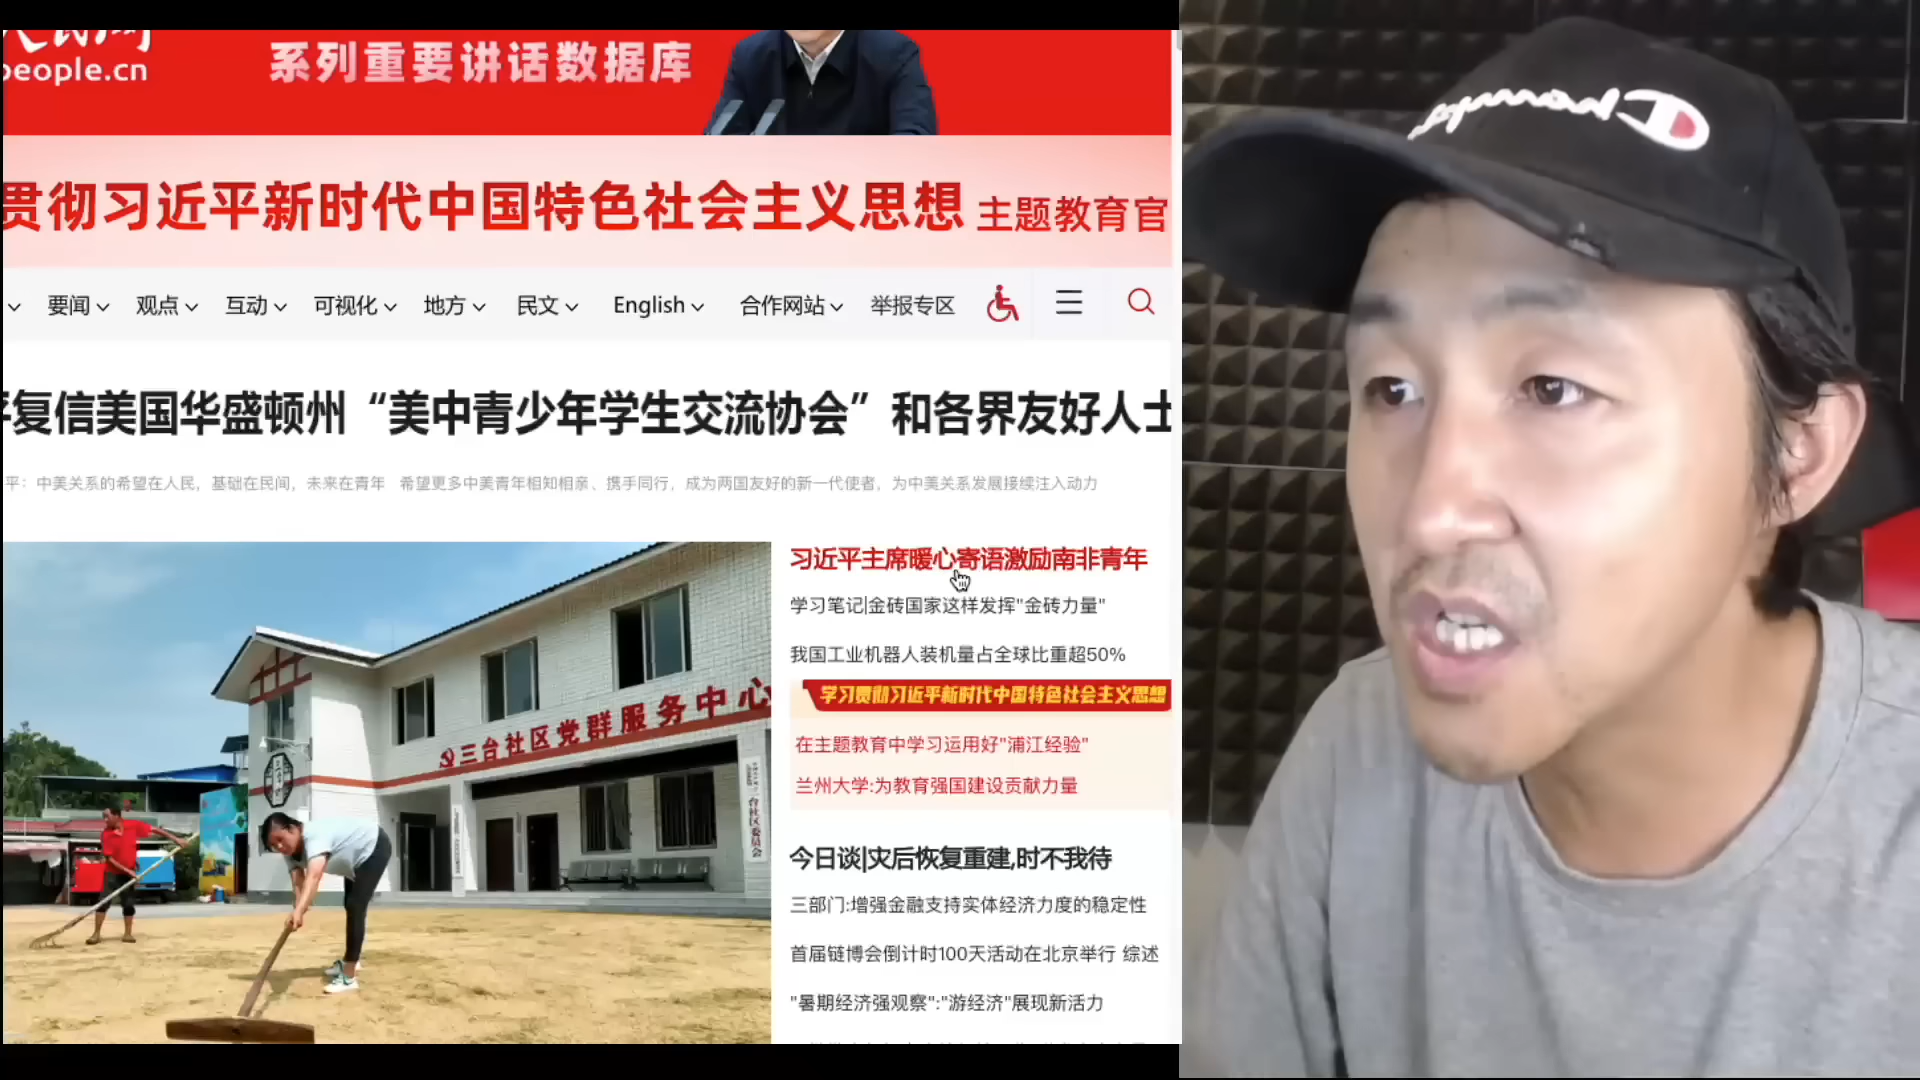 people.cn
系列重要讲话数据库
贯彻习近平新时代中国特色社会主义思想 主题教育官
要闻
观点
互动
可视化
地方
民文
English
合作网站
举报专区
复信美国华盛顿州“美中青少年学生交流协会”和各界友好人士
平：中美关系的希望在人民，基础在民间，未来在青年 希望更多中美青年相知相亲、携手同行，成为两国友好的新一代使者，为中美关系发展接续注入动力
习近平主席暖心寄语激励南非青年
学习笔记|金砖国家这样发挥"金砖力量"
我国工业机器人装机量占全球比重超50%
学习贯彻习近平新时代中国特色社会主义思想
在主题教育中学习运用好"浦江经验"
兰州大学:为教育强国建设贡献力量
今日谈|灾后恢复重建,时不我待
三部门:增强金融支持实体经济力度的稳定性
首届链博会倒计时100天活动在北京举行 综述
"暑期经济强观察":"游经济"展现新活力
三台社区党群服务中心
Champion